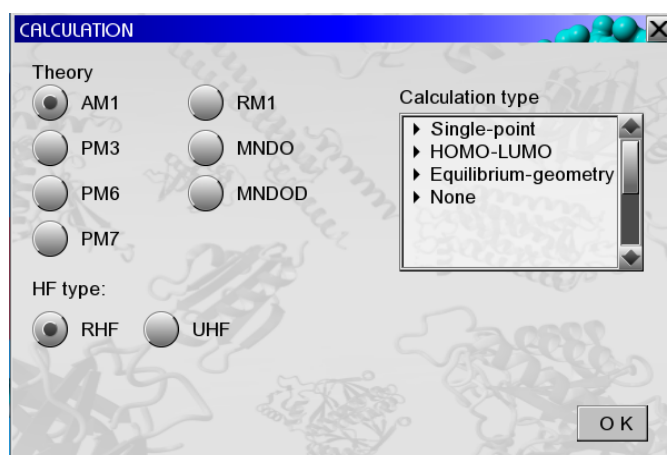 CALCULATION
Theory
AM1 RM1
PM3 MNDO
PM6 MNDOD
PM7
Calculation type
Single-point
HOMO-LUMO
Equilibrium-geometry
None
HF type:
RHF UHF
O K